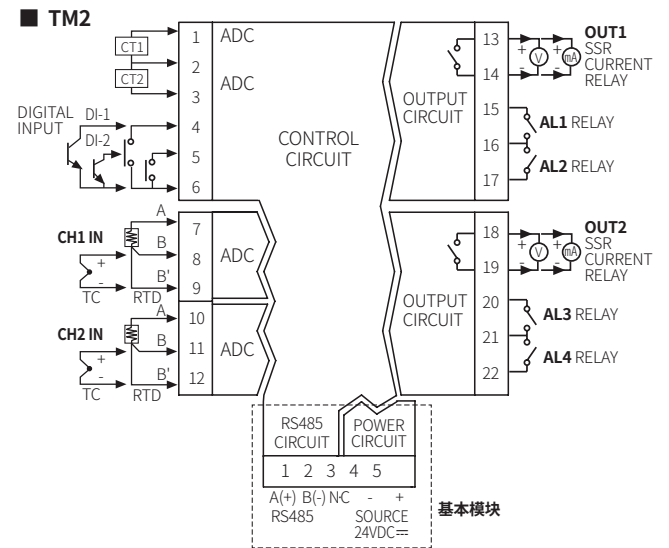 ■ TM2
CT1
CT2
1
2
3
4
5
6
ADC
ADC
DIGITAL
INPUT
DI-1
DI-2
CONTROL
CIRCUIT
OUTPUT
CIRCUIT
13
14
15
16
17
+ V + mA
- -
OUT1
SSR
CURRENT
RELAY
AL1 RELAY
AL2 RELAY
CH1 IN
+
-
TC
RTD
A
B
B'
7
8
9
ADC
CH2 IN
+
-
TC
RTD
A
B
B'
10
11
12
ADC
OUTPUT
CIRCUIT
18
19
20
21
22
+ V + mA
- -
OUT2
SSR
CURRENT
RELAY
AL3 RELAY
AL4 RELAY
RS485
CIRCUIT
POWER
CIRCUIT
1 2 3 4 5
A(+) B(-) N·C - +
RS485
SOURCE
24VDC⎓
基本模块